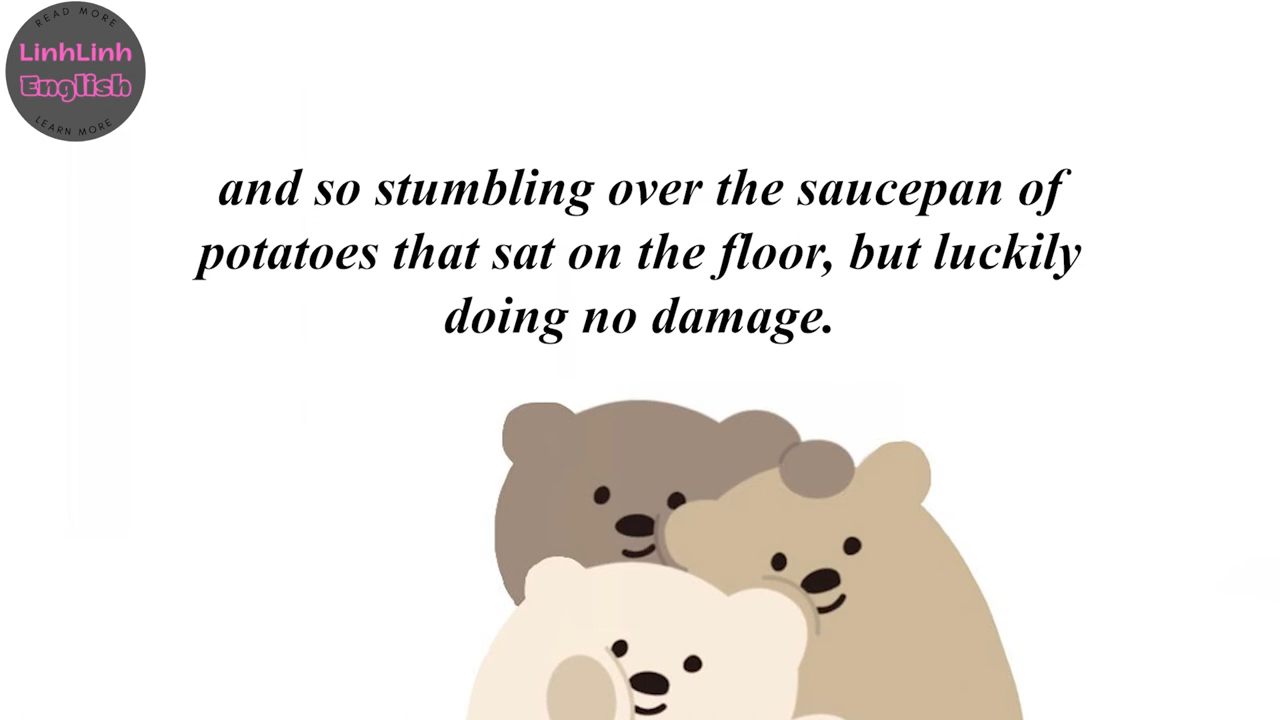 READ MORE
LinhLinh
English
LEARN MORE
and so stumbling over the saucepan of
potatoes that sat on the floor, but luckily
doing no damage.